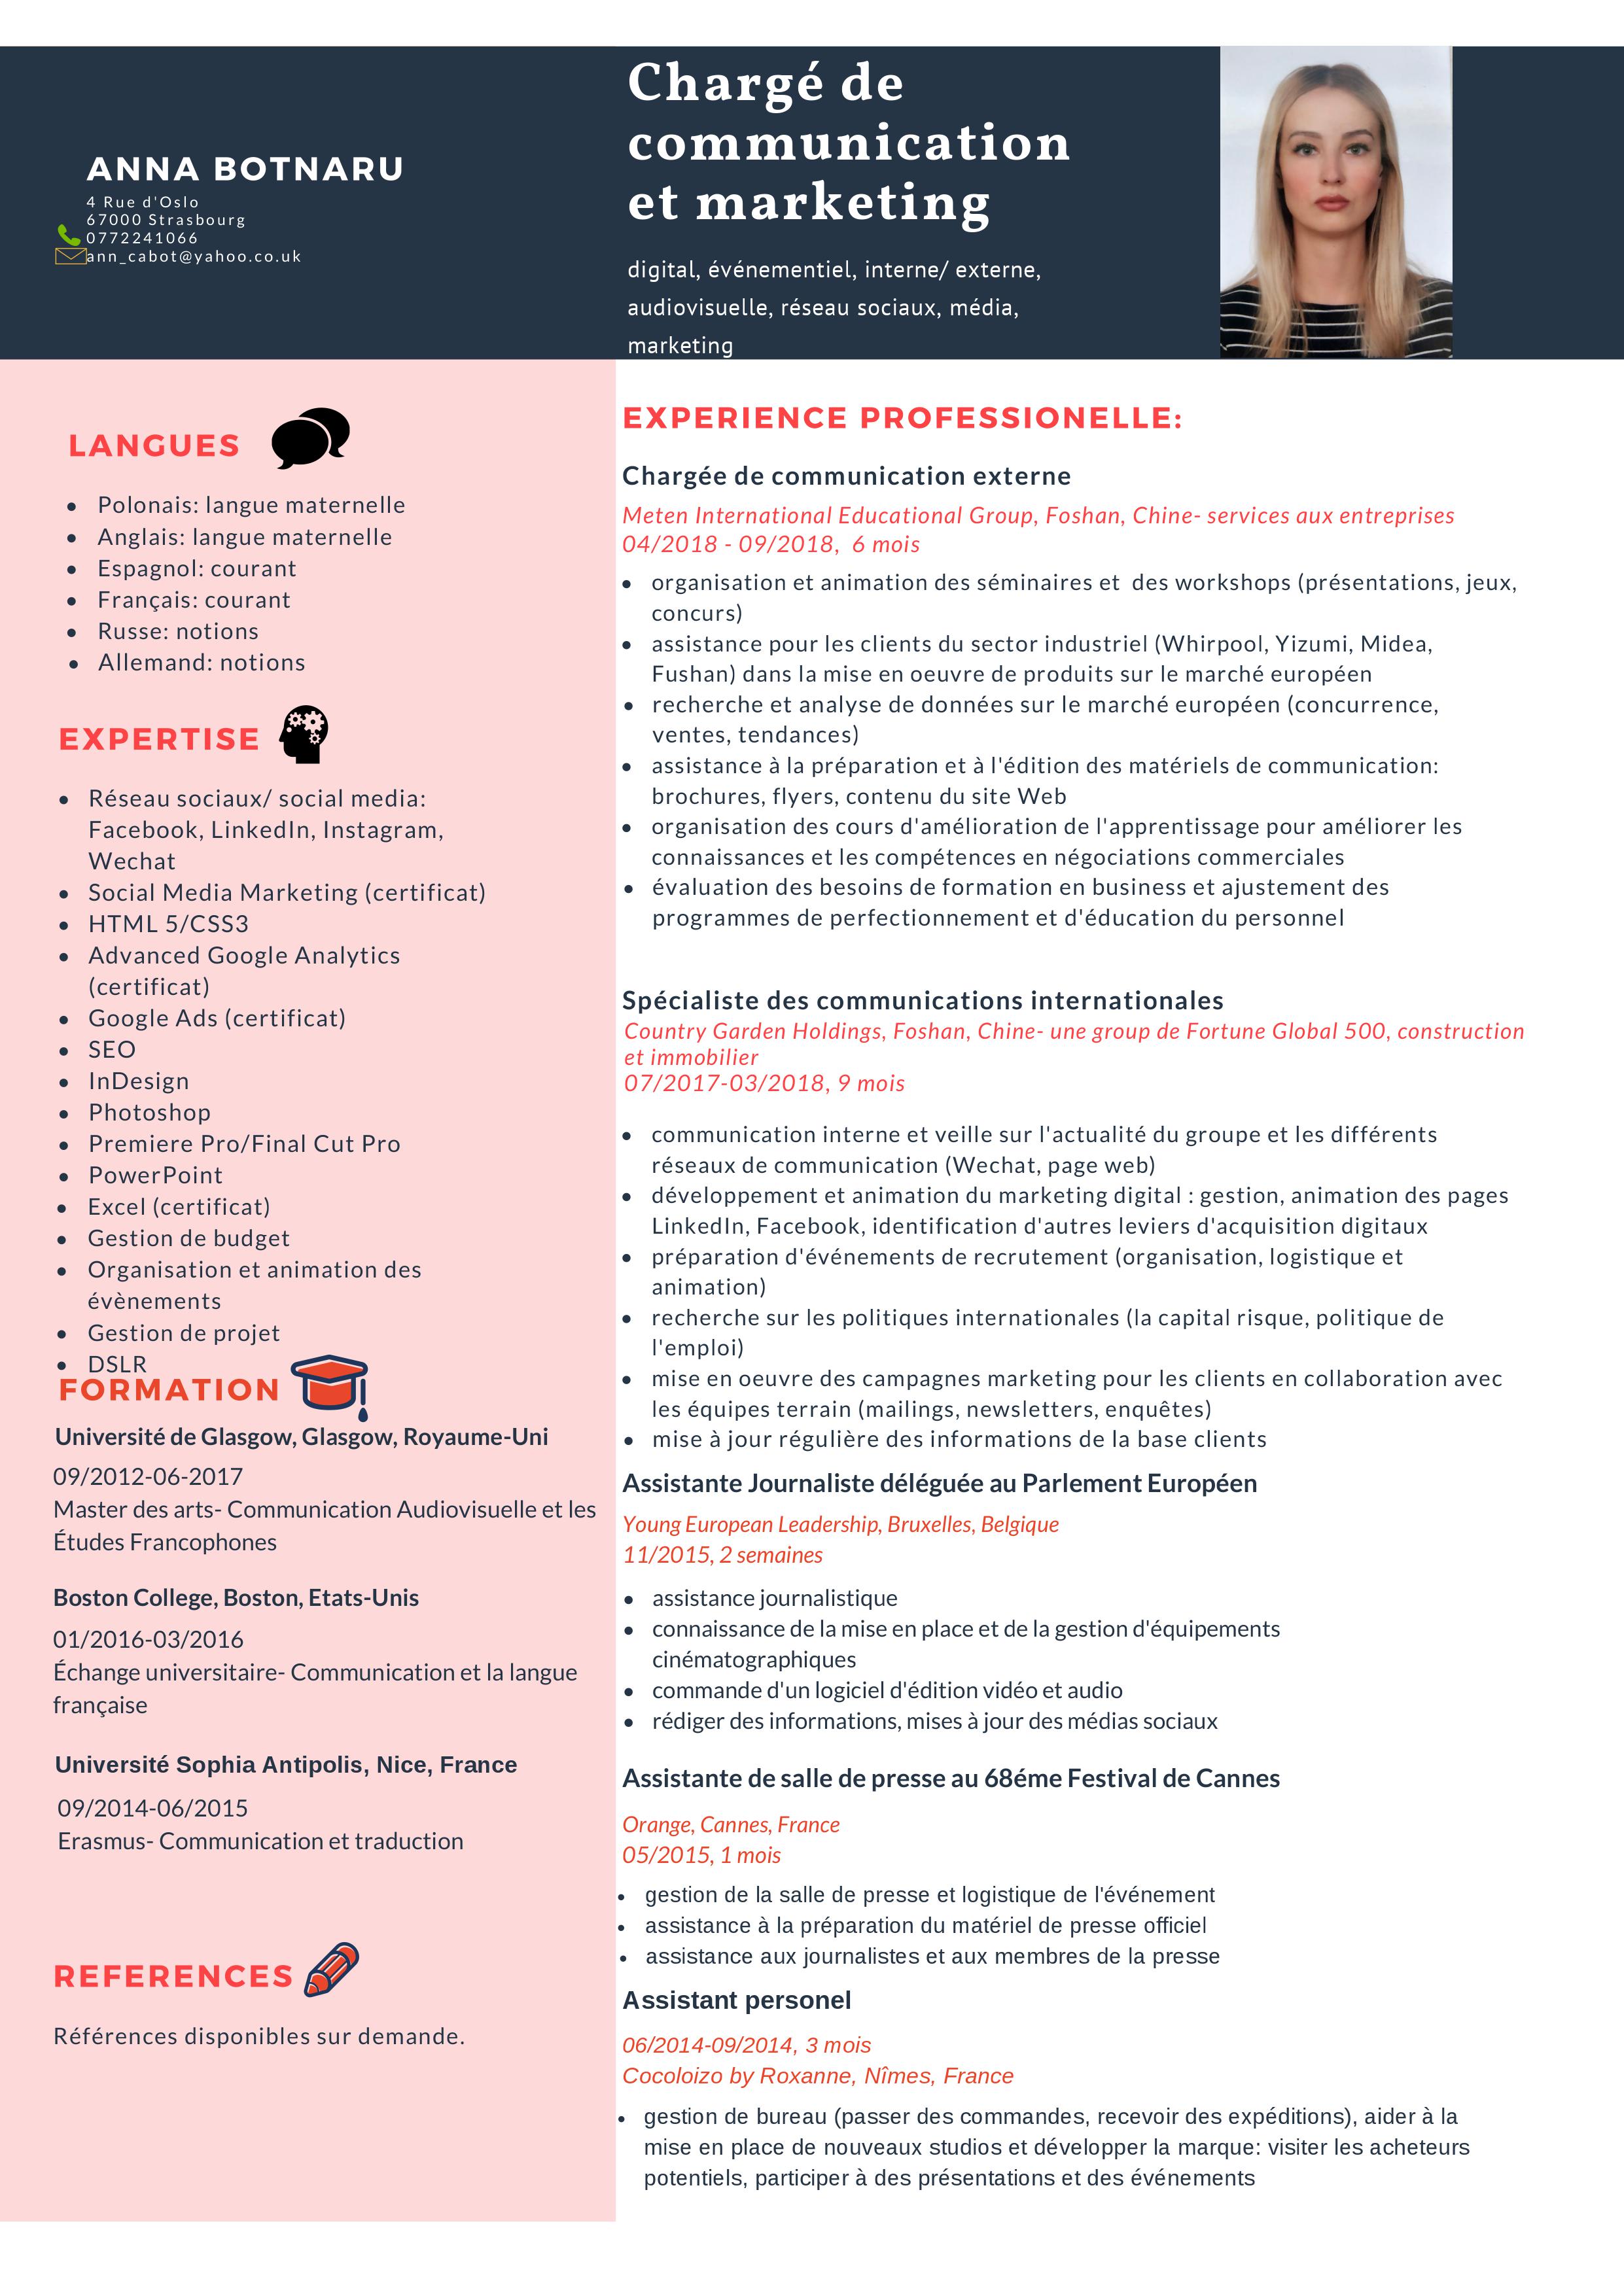 ANNA BOTNARU
4 Rue d'Oslo
67000 Strasbourg
0772241066
ann_cabot@yahoo.co.uk
Chargé de
communication
et marketing
digital, événementiel, interne/ externe,
audiovisuelle, réseau sociaux, média,
marketing
LANGUES
Polonais: langue maternelle
Anglais: langue maternelle
Espagnol: courant
Français: courant
Russe: notions
Allemand: notions
EXPERTISE
Réseau sociaux/ social media:
Facebook, LinkedIn, Instagram,
Wechat
Social Media Marketing (certificat)
HTML 5/CSS3
Advanced Google Analytics
(certificat)
Google Ads (certificat)
SEO
InDesign
Photoshop
Premiere Pro/Final Cut Pro
PowerPoint
Excel (certificat)
Gestion de budget
Organisation et animation des
évènements
Gestion de projet
DSLR
FORMATION
Université de Glasgow, Glasgow, Royaume-Uni
09/2012-06-2017
Master des arts- Communication Audiovisuelle et les
Études Francophones
Boston College, Boston, Etats-Unis
01/2016-03/2016
Échange universitaire- Communication et la langue
française
Université Sophia Antipolis, Nice, France
09/2014-06/2015
Erasmus- Communication et traduction
REFERENCES
Références disponibles sur demande.
EXPERIENCE PROFESSIONELLE:
Chargée de communication externe
Meten International Educational Group, Foshan, Chine- services aux entreprises
04/2018 - 09/2018,  6 mois
organisation et animation des séminaires et  des workshops (présentations, jeux,
concurs)
assistance pour les clients du sector industriel (Whirpool, Yizumi, Midea,
Fushan) dans la mise en oeuvre de produits sur le marché européen
recherche et analyse de données sur le marché européen (concurrence,
ventes, tendances)
assistance à la préparation et à l'édition des matériels de communication:
brochures, flyers, contenu du site Web
organisation des cours d'amélioration de l'apprentissage pour améliorer les
connaissances et les compétences en négociations commerciales
évaluation des besoins de formation en business et ajustement des
programmes de perfectionnement et d'éducation du personnel
Spécialiste des communications internationales
Country Garden Holdings, Foshan, Chine- une group de Fortune Global 500, construction
et immobilier
07/2017-03/2018, 9 mois
communication interne et veille sur l'actualité du groupe et les différents
réseaux de communication (Wechat, page web)
développement et animation du marketing digital : gestion, animation des pages
LinkedIn, Facebook, identification d'autres leviers d'acquisition digitaux
préparation d'événements de recrutement (organisation, logistique et
animation)
recherche sur les politiques internationales (la capital risque, politique de
l'emploi)
mise en oeuvre des campagnes marketing pour les clients en collaboration avec
les équipes terrain (mailings, newsletters, enquêtes)
mise à jour régulière des informations de la base clients
Assistante Journaliste déléguée au Parlement Européen
Young European Leadership, Bruxelles, Belgique
11/2015, 2 semaines
assistance journalistique
connaissance de la mise en place et de la gestion d'équipements
cinématographiques
commande d'un logiciel d'édition vidéo et audio
rédiger des informations, mises à jour des médias sociaux
Assistante de salle de presse au 68éme Festival de Cannes
Orange, Cannes, France
05/2015, 1 mois
gestion de la salle de presse et logistique de l'événement
assistance à la préparation du matériel de presse officiel
assistance aux journalistes et aux membres de la presse
Assistant personel
06/2014-09/2014, 3 mois
Cocoloizo by Roxanne, Nîmes, France
gestion de bureau (passer des commandes, recevoir des expéditions), aider à la
mise en place de nouveaux studios et développer la marque: visiter les acheteurs
potentiels, participer à des présentations et des événements